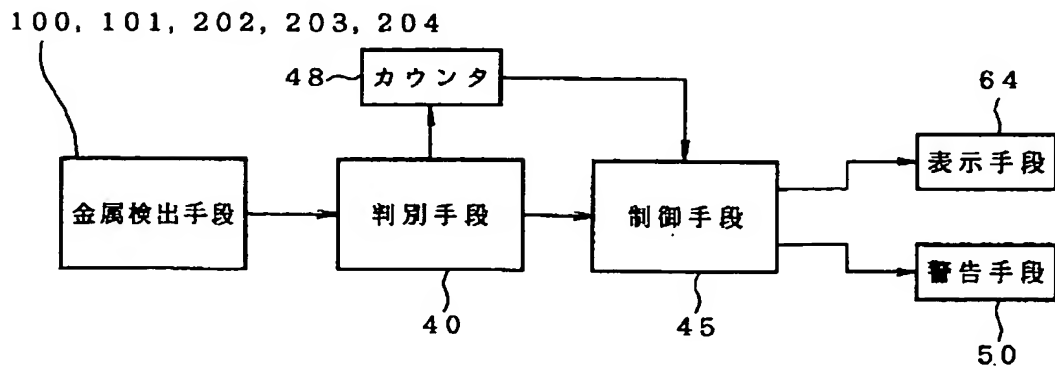 100, 101, 202, 203, 204
48
カウンタ
64
表示手段
金属検出手段
判別手段
制御手段
警告手段
40
45
50